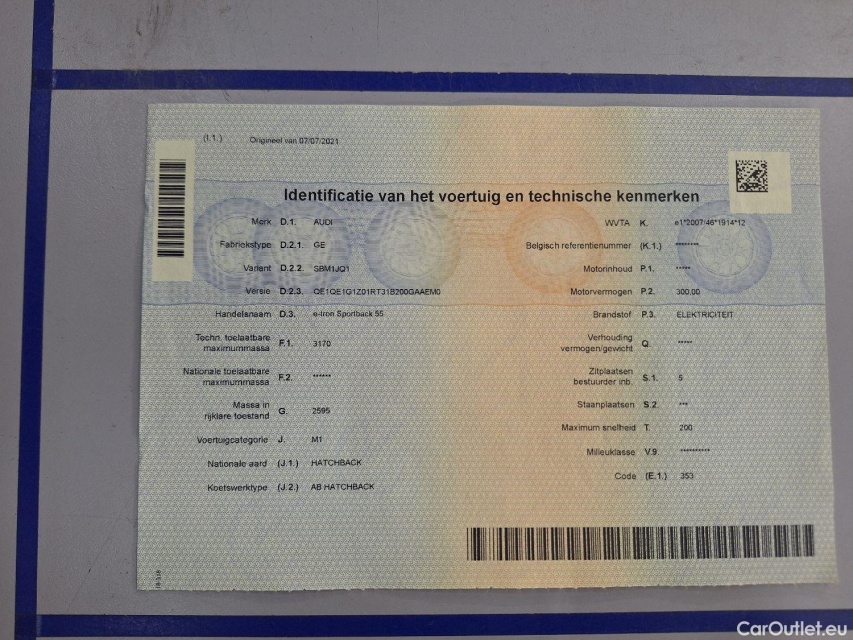 (I.1.) Origineel van 07/07/2021
Identificatie van het voertuig en technische kenmerken
Merk D.1. AUDI
Fabriekstype D.2.1. GE
Variant D.2.2. SBM1JQ1
Versie D.2.3. QE1QE1G1Z01RT31B200GAAEM0
Handelsnaam D.3. e-tron Sportback 55
Techn. toelaatbare
maximummassa F.1. 3170
Nationale toelaatbare
maximummassa F.2. ******
Massa in
rijklare toestand G. 2595
Voertuigcategorie J. M1
Nationale aard (J.1.) HATCHBACK
Koetswerktype (J.2.) AB HATCHBACK
WVTA K. e1*2007/46*1914*12
Belgisch referentienummer (K.1.) ********
Motorinhoud P.1. *****
Motorvermogen P.2. 300,00
Brandstof P.3. ELEKTRICITEIT
Verhouding
vermogen/gewicht Q. *****
Zitplaatsen
bestuurder inb. S.1. 5
Staanplaatsen S.2. ***
Maximum snelheid T. 200
Milieuklasse V.9. **********
Code (E.1.) 353
CarOutlet.eu